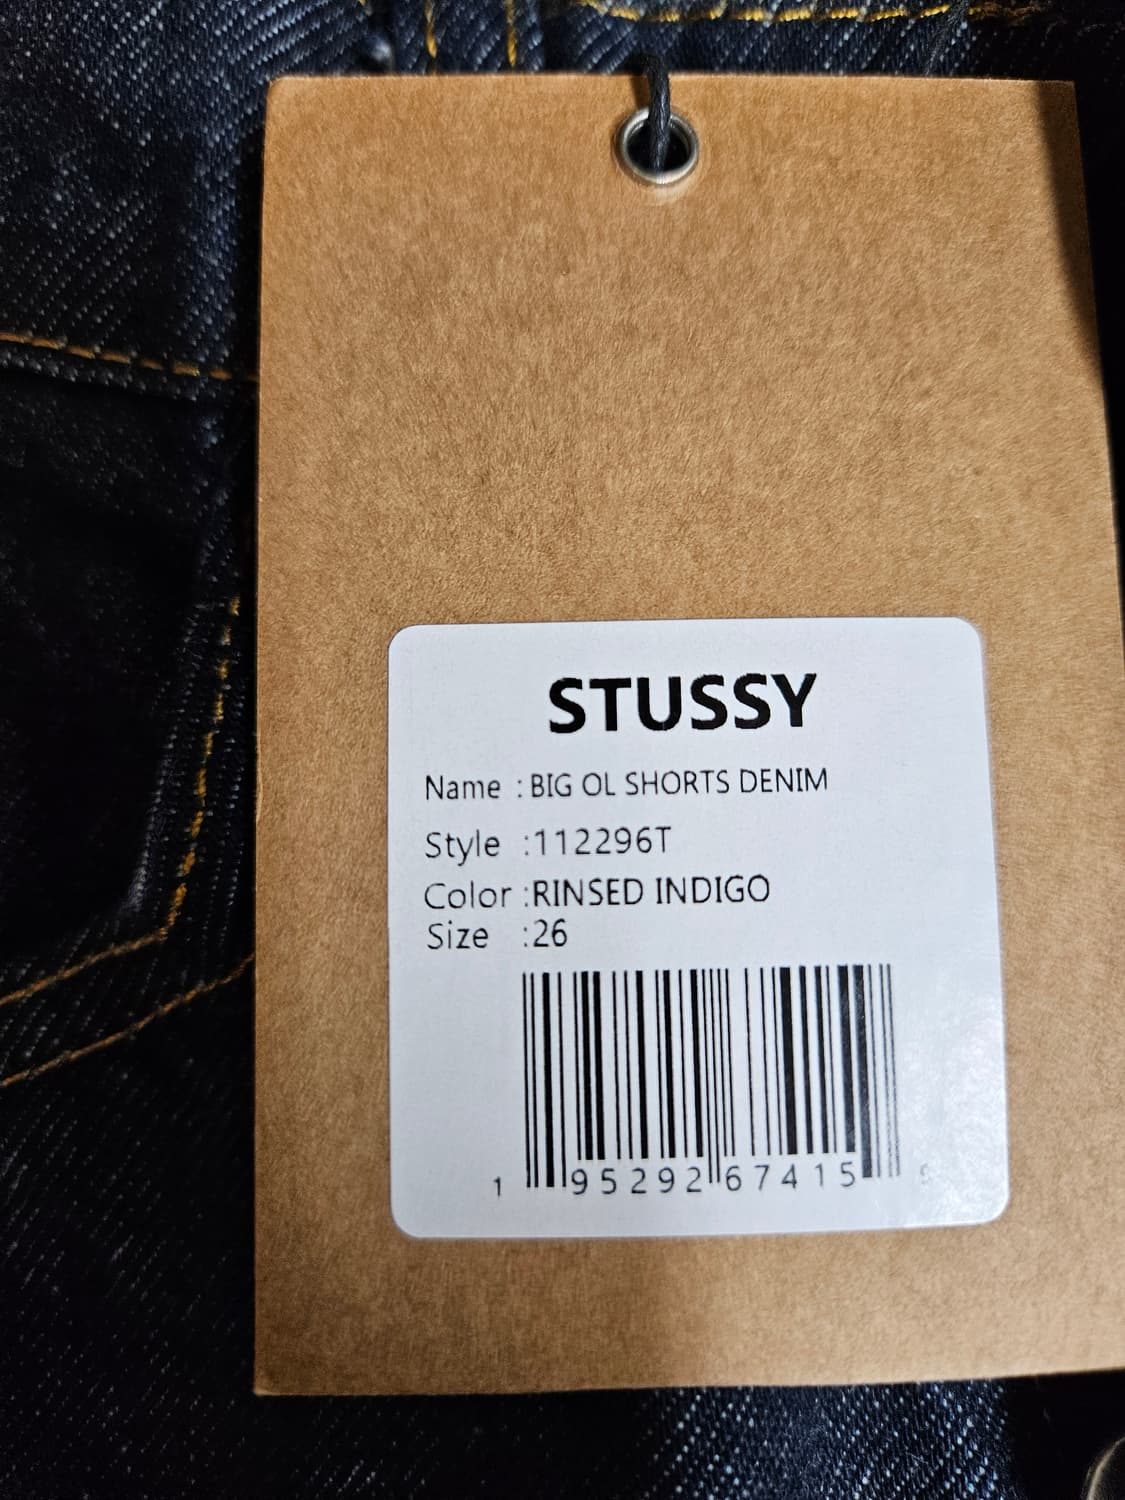 STUSSY
Name : BIG OL SHORTS DENIM
Style :112296T
Color :RINSED INDIGO
Size :26
1 95292 67415